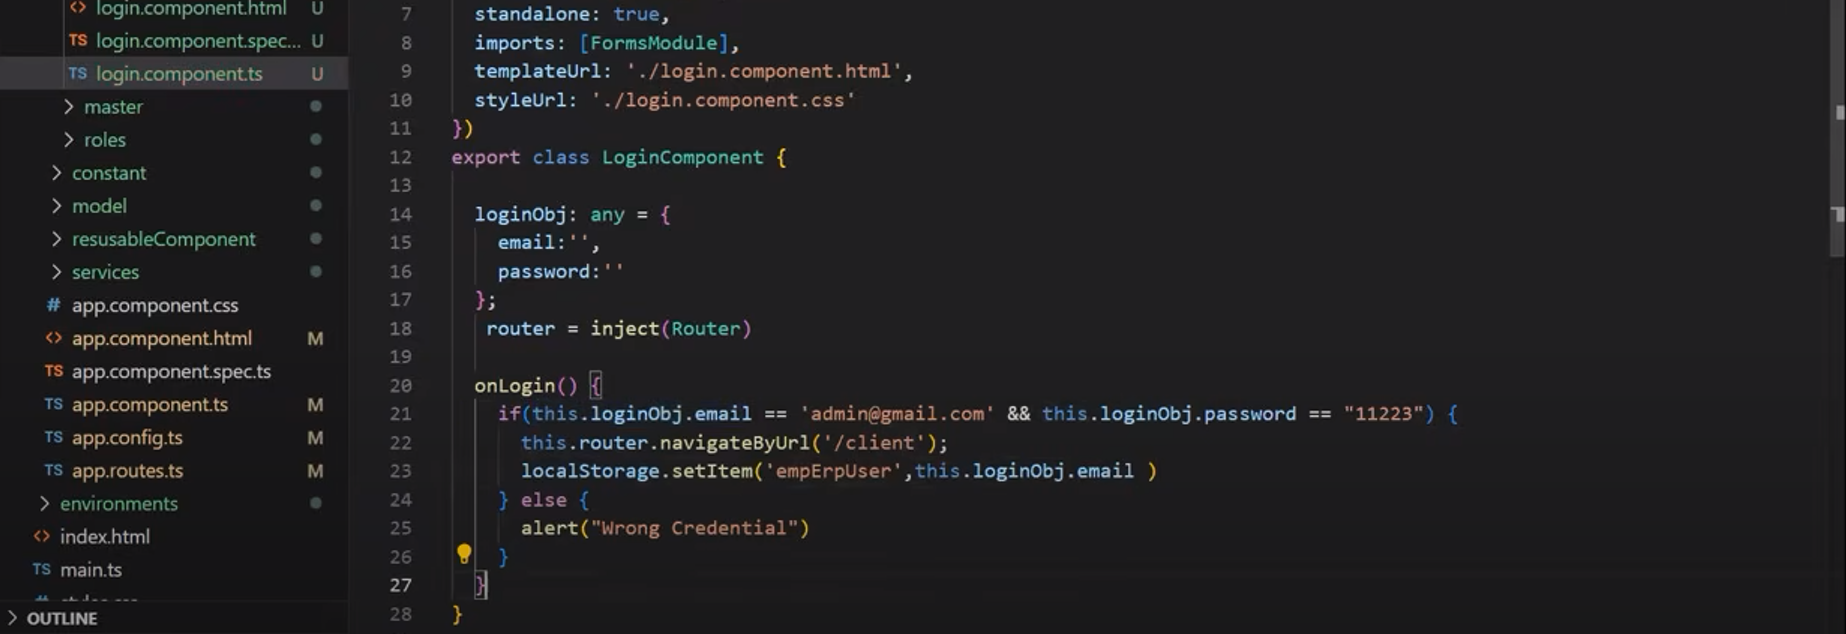 login.component.html U
login.component.spec... U
login.component.ts U
master
roles
constant
model
resusableComponent
services
# app.component.css
<> app.component.html M
TS app.component.spec.ts
TS app.component.ts M
TS app.config.ts M
TS app.routes.ts M
environments
<> index.html
TS main.ts
OUTLINE
7 standalone: true,
8 imports: [FormsModule],
9 templateUrl: './login.component.html',
10 styleUrl: './login.component.css'
11 })
12 export class LoginComponent {
13
14 loginObj: any = {
15 email:'',
16 password:''
17 };
18 router = inject(Router)
19
20 onLogin() {
21 if(this.loginObj.email == 'admin@gmail.com' && this.loginObj.password == "11223") {
22 this.router.navigateByUrl('/client');
23 localStorage.setItem('empErpUser',this.loginObj.email )
24 } else {
25 alert("Wrong Credential")
26 }
27 }
28 }